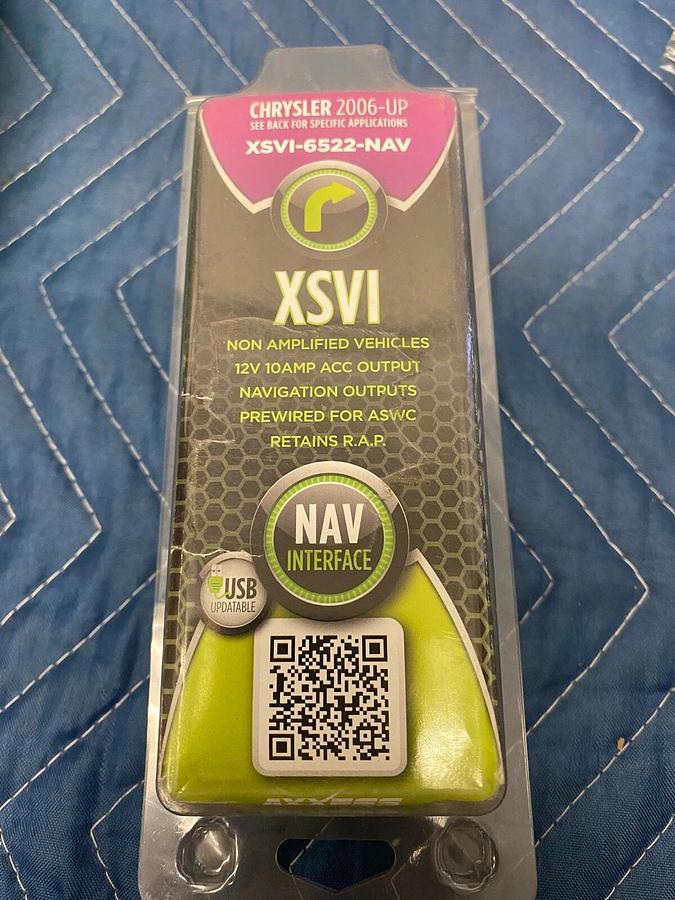 CHRYSLER 2006-UP
SEE BACK FOR SPECIFIC APPLICATIONS
XSVI-6522-NAV
XSVI
NON AMPLIFIED VEHICLES
12V 10AMP ACC OUTPUT
NAVIGATION OUTPUTS
PREWIRED FOR ASWC
RETAINS R.A.P.
NAV
INTERFACE
USB
UPDATABLE
AXXESS